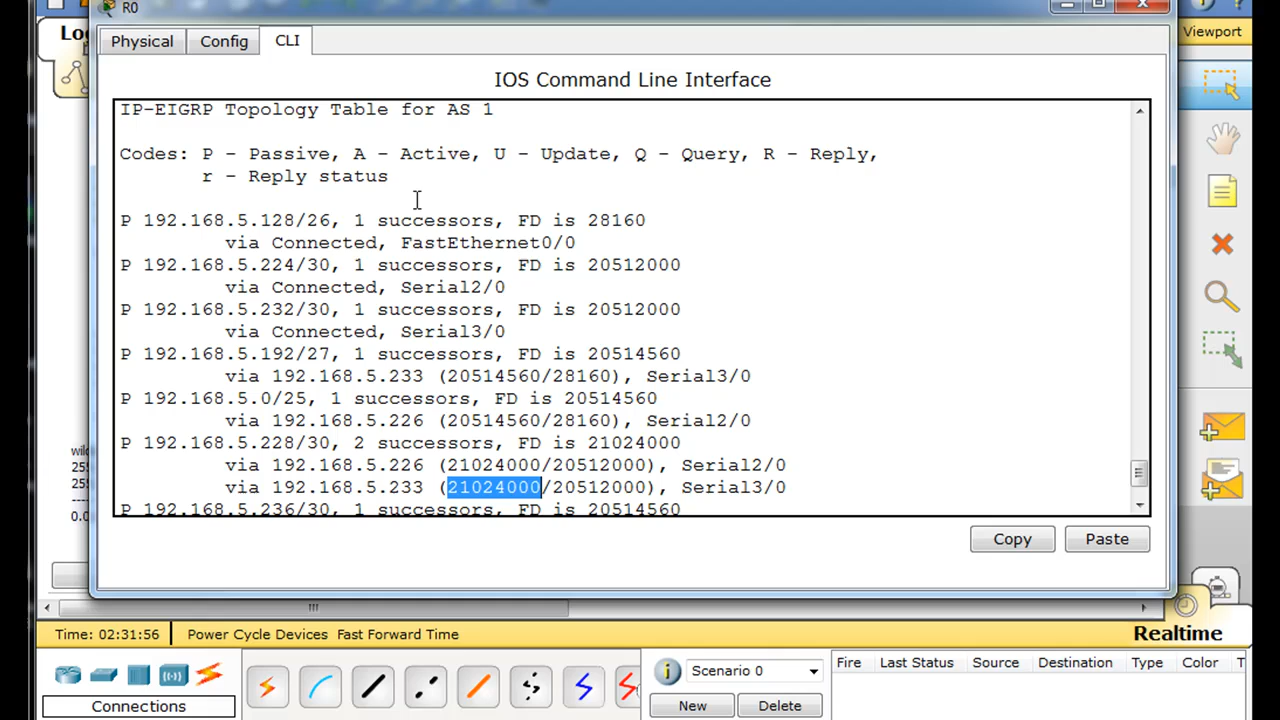 R0
Log
Viewport
Physical
Config
CLI
IOS Command Line Interface
IP-EIGRP Topology Table for AS 1
Codes: P - Passive, A - Active, U - Update, Q - Query, R - Reply,
r - Reply status
P 192.168.5.128/26, 1 successors, FD is 28160
via Connected, FastEthernet0/0
P 192.168.5.224/30, 1 successors, FD is 20512000
via Connected, Serial2/0
P 192.168.5.232/30, 1 successors, FD is 20512000
via Connected, Serial3/0
P 192.168.5.192/27, 1 successors, FD is 20514560
via 192.168.5.233 (20514560/28160), Serial3/0
P 192.168.5.0/25, 1 successors, FD is 20514560
via 192.168.5.226 (20514560/28160), Serial2/0
P 192.168.5.228/30, 2 successors, FD is 21024000
via 192.168.5.226 (21024000/20512000), Serial2/0
via 192.168.5.233 (21024000/20512000), Serial3/0
P 192.168.5.236/30, 1 successors, FD is 20514560
wil
255
255
0.0
Copy
Paste
Time: 02:31:56
Power Cycle Devices Fast Forward Time
Realtime
Connections
Scenario 0
New
Delete
Fire Last Status Source Destination Type Color T